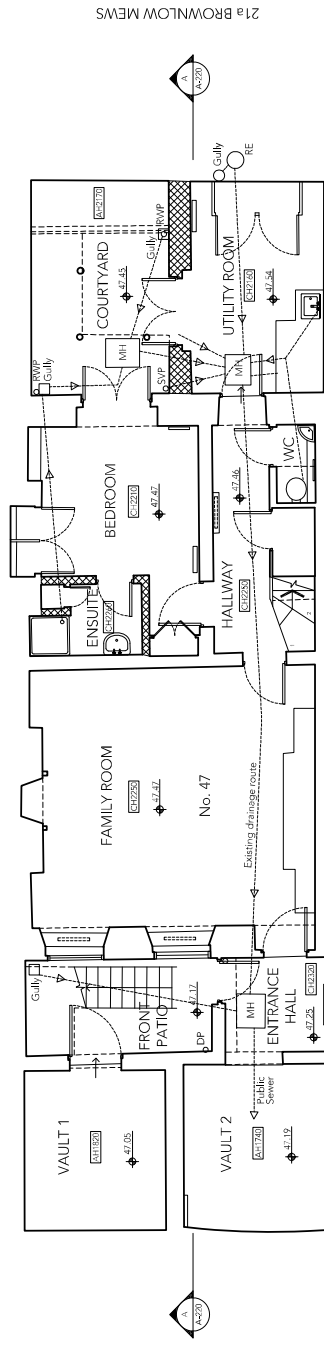 21a BROWNLOW MEWS
A
A-220
Gully
RE
AH2170
COURTYARD
47.45
Gully
RWP
UTILITY ROOM
CH2160
47.54
RWP
Gully
MH
SVP
MH
BEDROOM
CH2210
47.47
47.46
WC
ENSUITE
HALLWAY
CH2250
1
2
FAMILY ROOM
CH2250
47.47
No. 47
Existing drainage route
Gully
FRONT
PATIO
47.17
DP
MH
ENTRANCE
HALL
CH2320
47.25
VAULT 1
AH1820
47.05
Public
Sewer
VAULT 2
AH1740
47.19
A
A-220